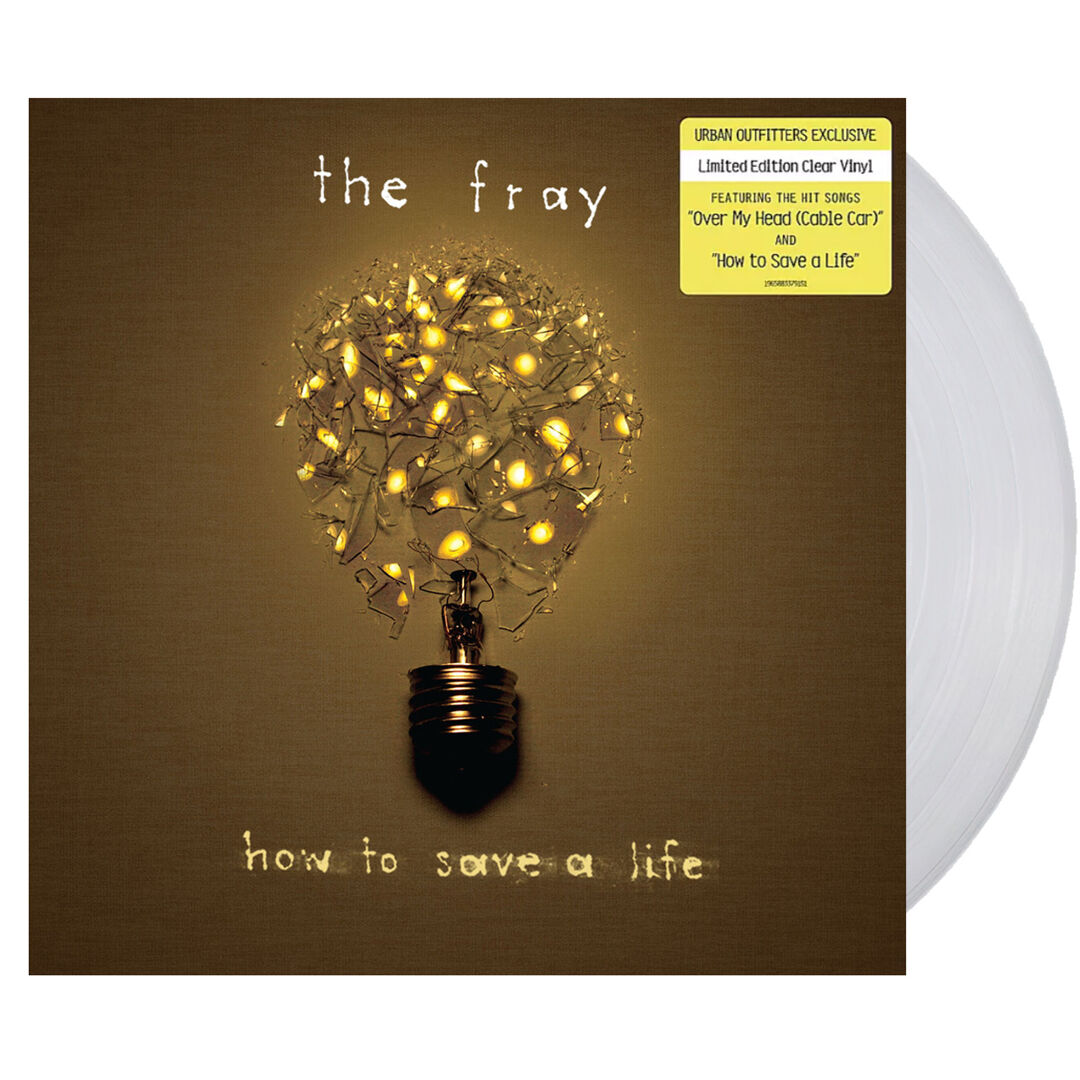 the fray
URBAN OUTFITTERS EXCLUSIVE
Limited Edition Clear Vinyl
FEATURING THE HIT SONGS
"Over My Head (Cable Car)"
AND
"How to Save a Life"
how to save a life